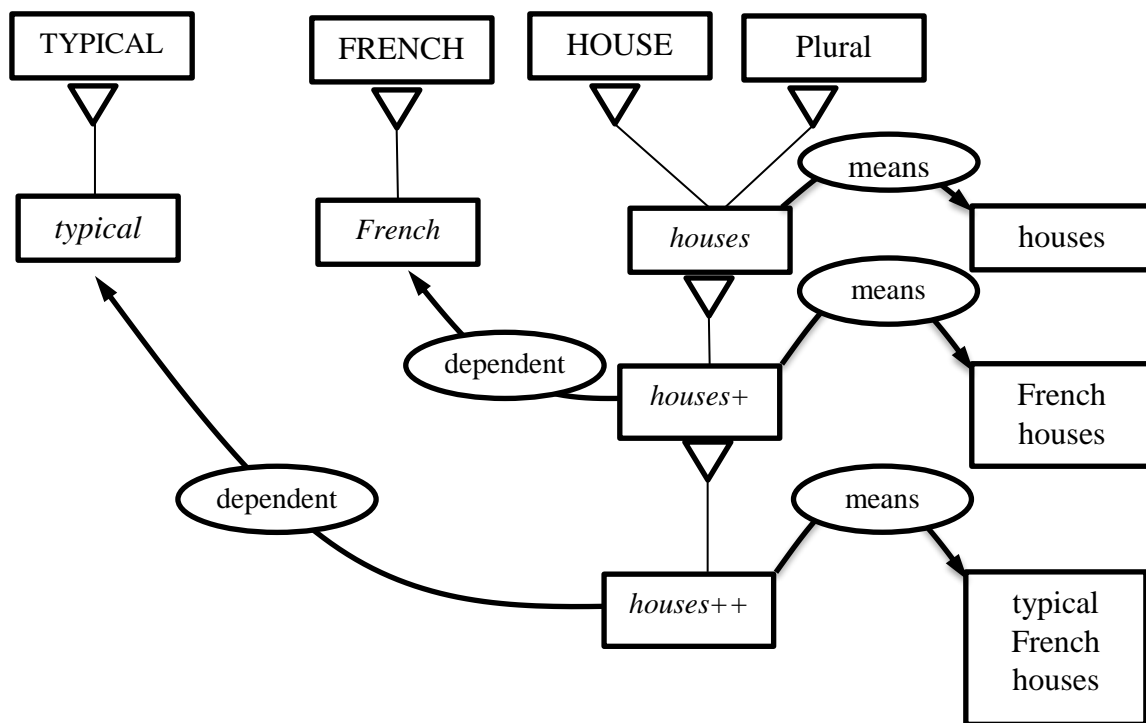 TYPICAL
FRENCH
HOUSE
Plural
means
typical
French
houses
houses
means
dependent
houses+
French
houses
dependent
means
houses++
typical
French
houses